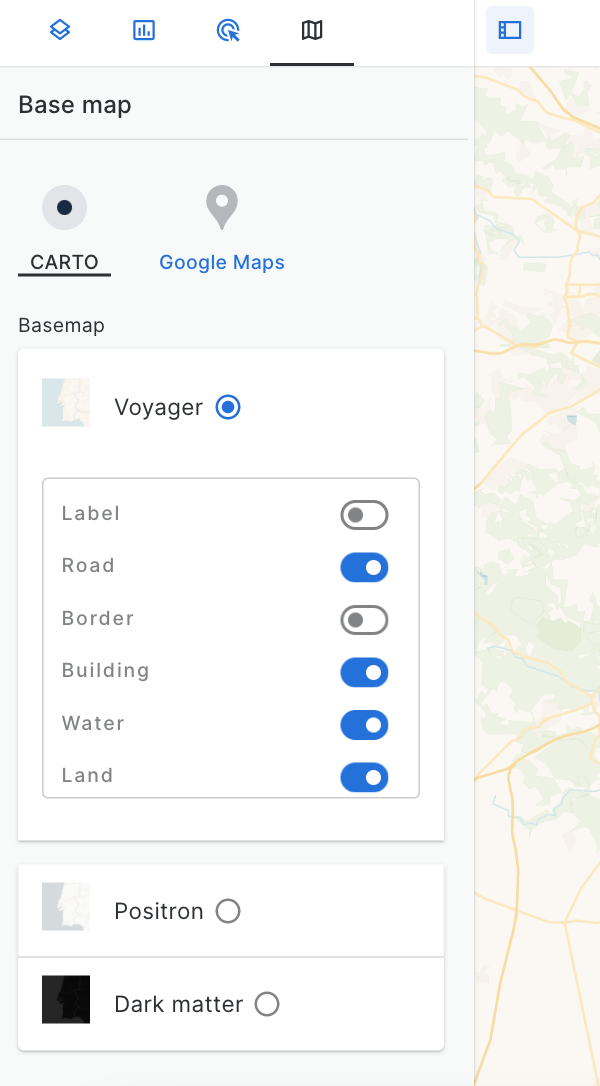 Base map
CARTO
Google Maps
Basemap
Voyager
Label
Road
Border
Building
Water
Land
Positron
Dark matter